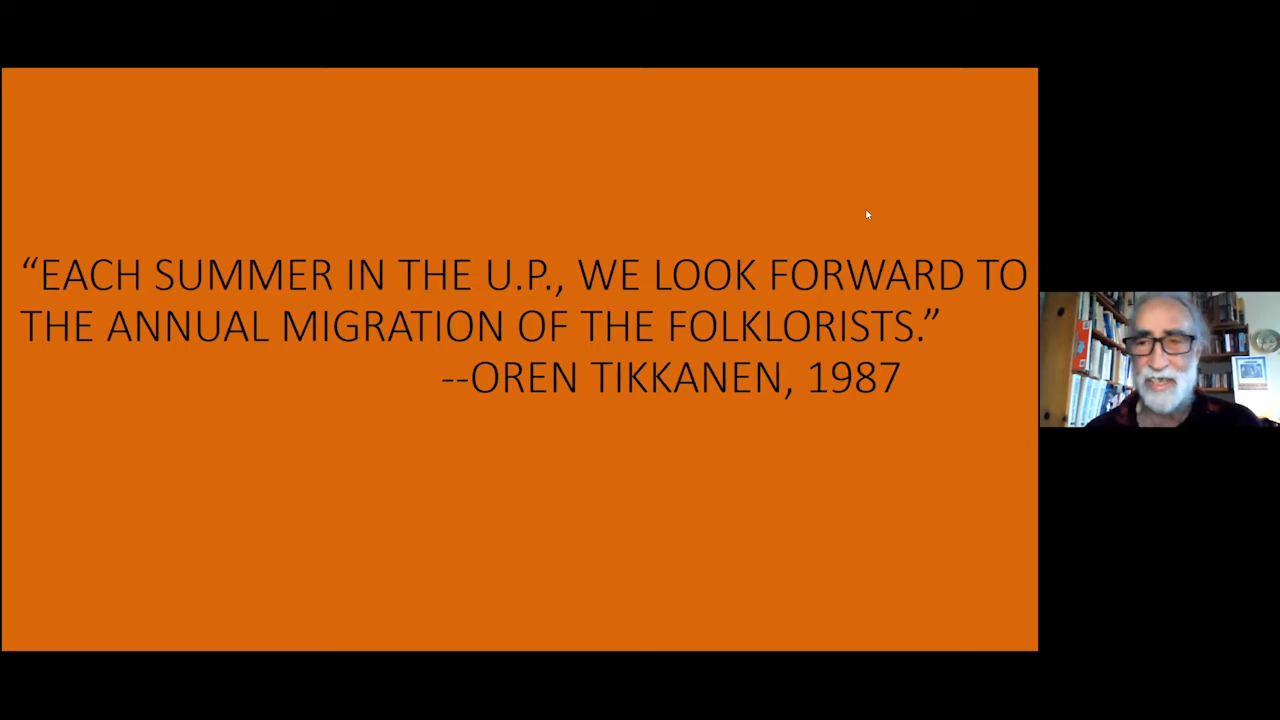 “EACH SUMMER IN THE U.P., WE LOOK FORWARD TO
THE ANNUAL MIGRATION OF THE FOLKLORISTS.”
--OREN TIKKANEN, 1987